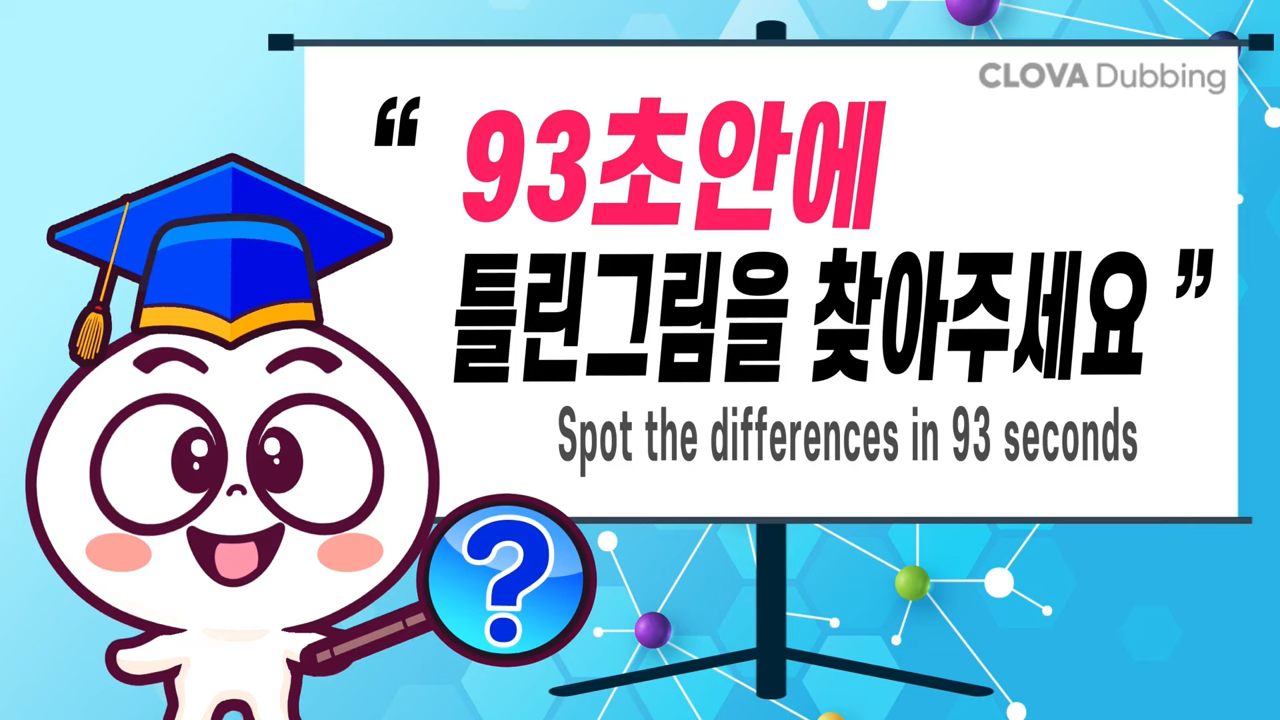 CLOVA Dubbing
“ 93초안에
틀린그림을 찾아주세요 ”
Spot the differences in 93 seconds
?